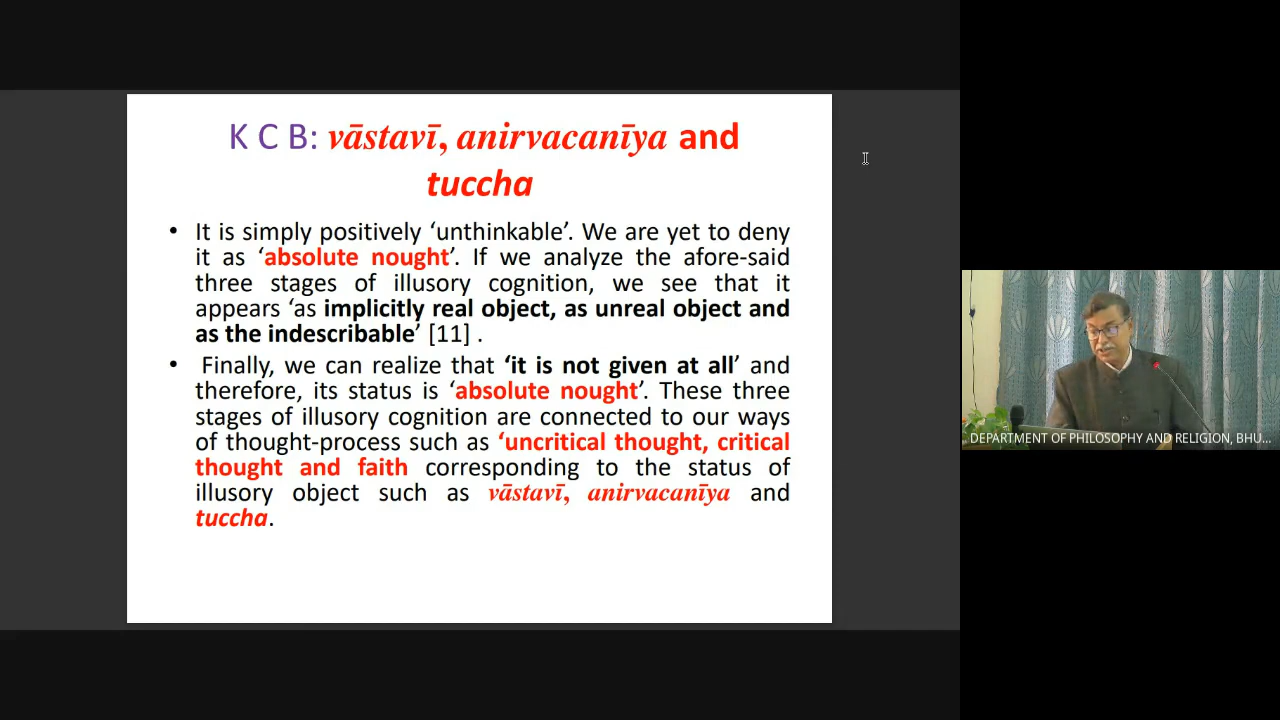 K C B: vāstavī, anirvacanīya and
tuccha
• It is simply positively ‘unthinkable’. We are yet to deny
it as ‘absolute nought’. If we analyze the afore-said
three stages of illusory cognition, we see that it
appears ‘as implicitly real object, as unreal object and
as the indescribable’ [11] .
• Finally, we can realize that ‘it is not given at all’ and
therefore, its status is ‘absolute nought’. These three
stages of illusory cognition are connected to our ways
of thought-process such as ‘uncritical thought, critical
thought and faith corresponding to the status of
illusory object such as vāstavī, anirvacanīya and
tuccha.
DEPARTMENT OF PHILOSOPHY AND RELIGION, BHU...